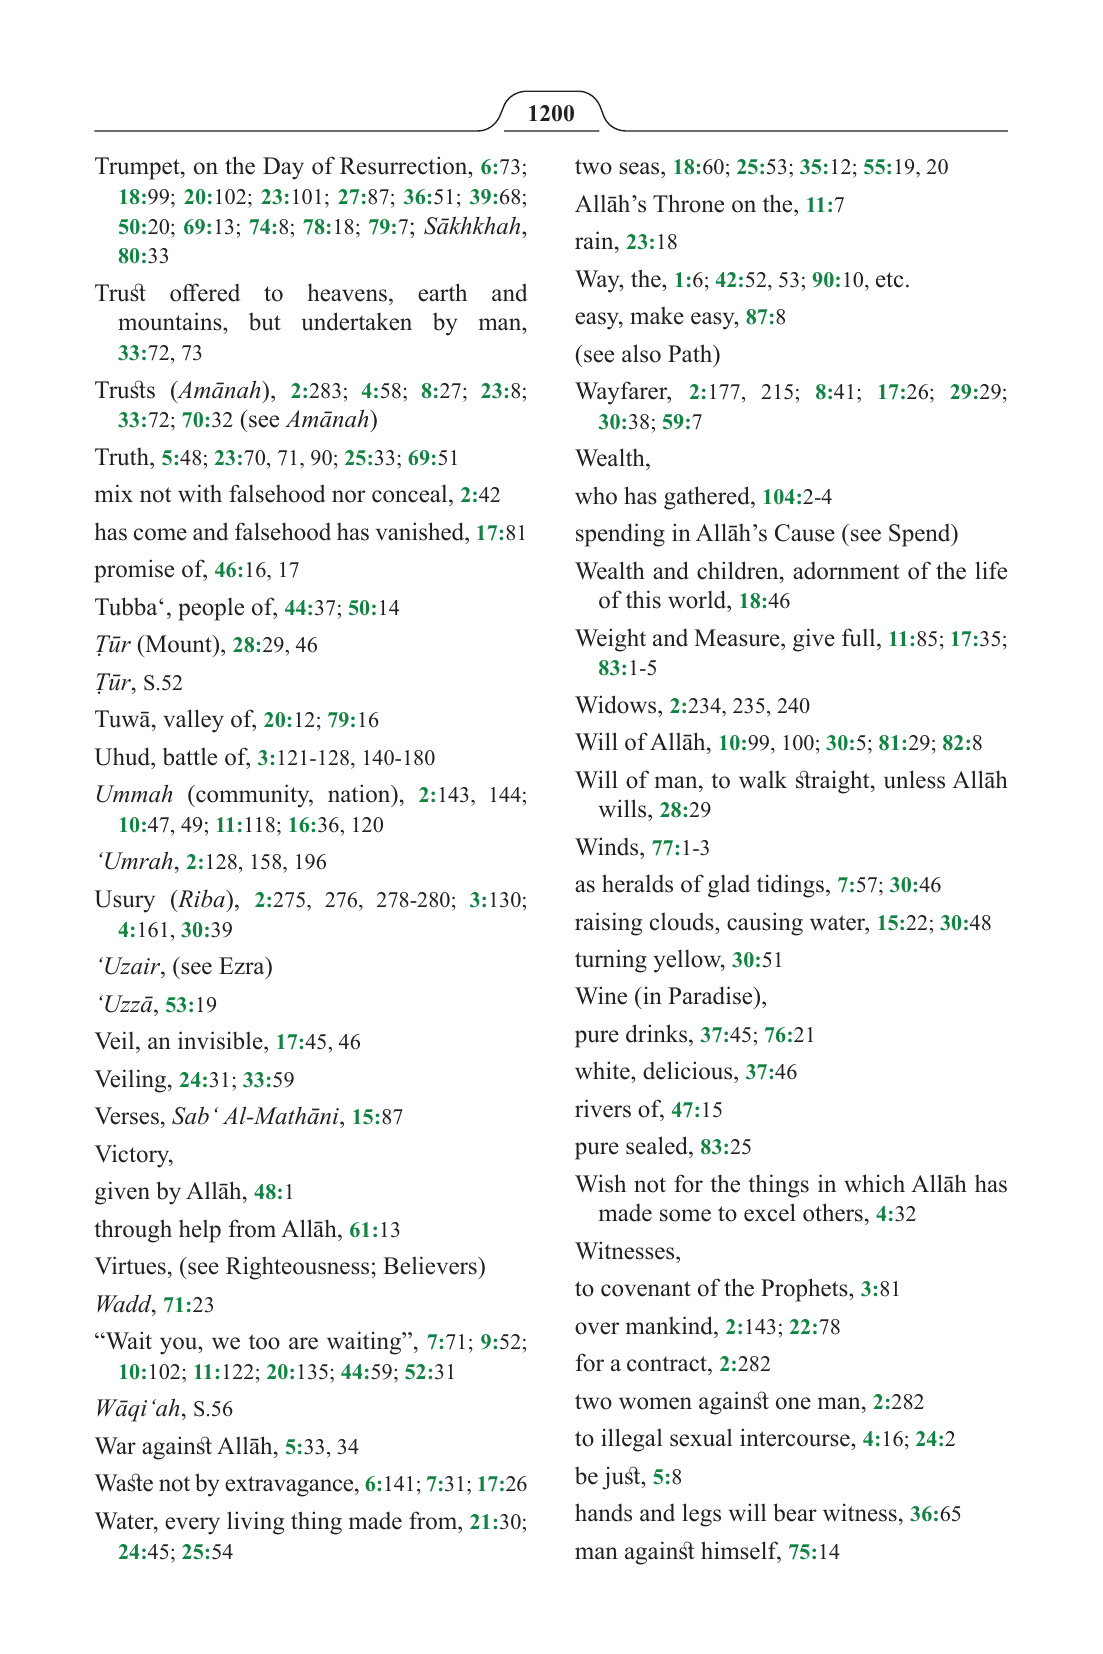 1200
Trumpet, on the Day of Resurrection, 6:73;
18:99; 20:102; 23:101; 27:87; 36:51; 39:68;
50:20; 69:13; 74:8; 78:18; 79:7; Sākhkhah,
80:33
Trust offered to heavens, earth and
mountains, but undertaken by man,
33:72, 73
Trusts (Amānah), 2:283; 4:58; 8:27; 23:8;
33:72; 70:32 (see Amānah)
Truth, 5:48; 23:70, 71, 90; 25:33; 69:51
mix not with falsehood nor conceal, 2:42
has come and falsehood has vanished, 17:81
promise of, 46:16, 17
Tubba‘, people of, 44:37; 50:14
Ṭūr (Mount), 28:29, 46
Ṭūr, S.52
Tuwā, valley of, 20:12; 79:16
Uhud, battle of, 3:121-128, 140-180
Ummah (community, nation), 2:143, 144;
10:47, 49; 11:118; 16:36, 120
‘Umrah, 2:128, 158, 196
Usury (Riba), 2:275, 276, 278-280; 3:130;
4:161, 30:39
‘Uzair, (see Ezra)
‘Uzzā, 53:19
Veil, an invisible, 17:45, 46
Veiling, 24:31; 33:59
Verses, Sab‘ Al-Mathāni, 15:87
Victory,
given by Allāh, 48:1
through help from Allāh, 61:13
Virtues, (see Righteousness; Believers)
Wadd, 71:23
“Wait you, we too are waiting”, 7:71; 9:52;
10:102; 11:122; 20:135; 44:59; 52:31
Wāqi‘ah, S.56
War against Allāh, 5:33, 34
Waste not by extravagance, 6:141; 7:31; 17:26
Water, every living thing made from, 21:30;
24:45; 25:54
two seas, 18:60; 25:53; 35:12; 55:19, 20
Allāh’s Throne on the, 11:7
rain, 23:18
Way, the, 1:6; 42:52, 53; 90:10, etc.
easy, make easy, 87:8
(see also Path)
Wayfarer, 2:177, 215; 8:41; 17:26; 29:29;
30:38; 59:7
Wealth,
who has gathered, 104:2-4
spending in Allāh’s Cause (see Spend)
Wealth and children, adornment of the life
of this world, 18:46
Weight and Measure, give full, 11:85; 17:35;
83:1-5
Widows, 2:234, 235, 240
Will of Allāh, 10:99, 100; 30:5; 81:29; 82:8
Will of man, to walk straight, unless Allāh
wills, 28:29
Winds, 77:1-3
as heralds of glad tidings, 7:57; 30:46
raising clouds, causing water, 15:22; 30:48
turning yellow, 30:51
Wine (in Paradise),
pure drinks, 37:45; 76:21
white, delicious, 37:46
rivers of, 47:15
pure sealed, 83:25
Wish not for the things in which Allāh has
made some to excel others, 4:32
Witnesses,
to covenant of the Prophets, 3:81
over mankind, 2:143; 22:78
for a contract, 2:282
two women against one man, 2:282
to illegal sexual intercourse, 4:16; 24:2
be just, 5:8
hands and legs will bear witness, 36:65
man against himself, 75:14